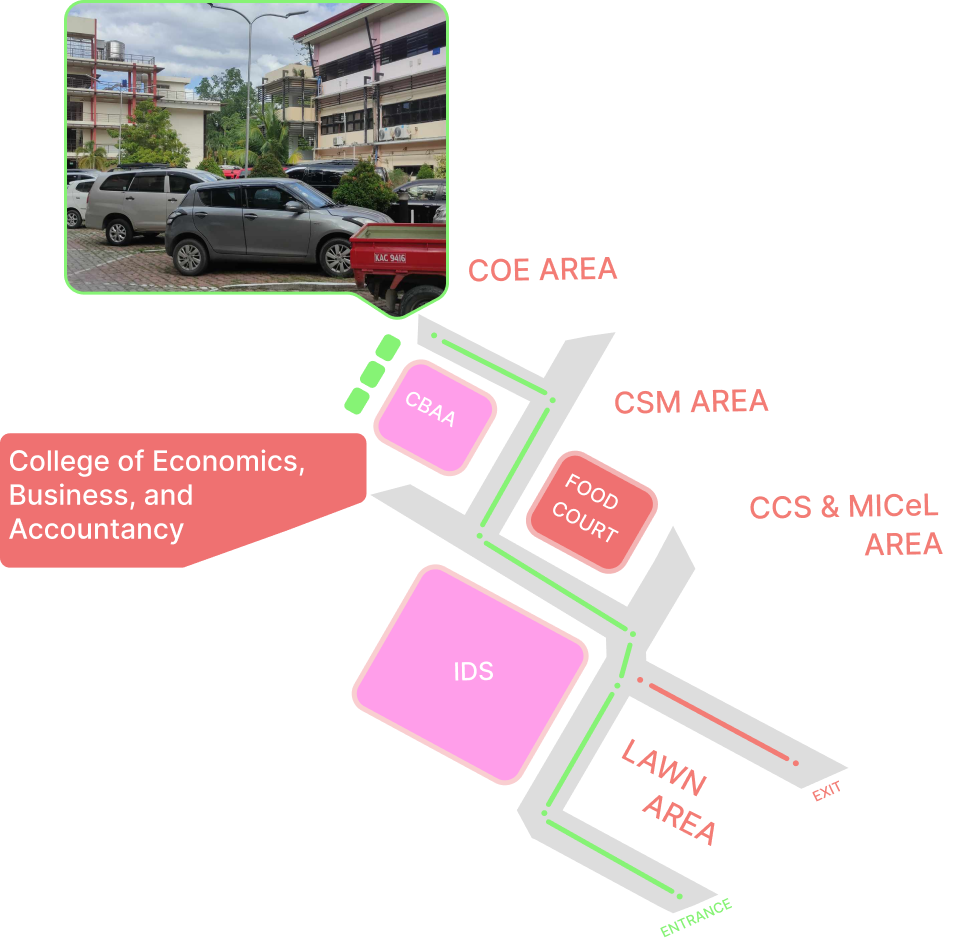 KAC 9416
COE AREA
CSM AREA
CBAA
College of Economics,
Business, and
Accountancy
FOOD
COURT
CCS & MICeL
AREA
IDS
LAWN
AREA
EXIT
ENTRANCE